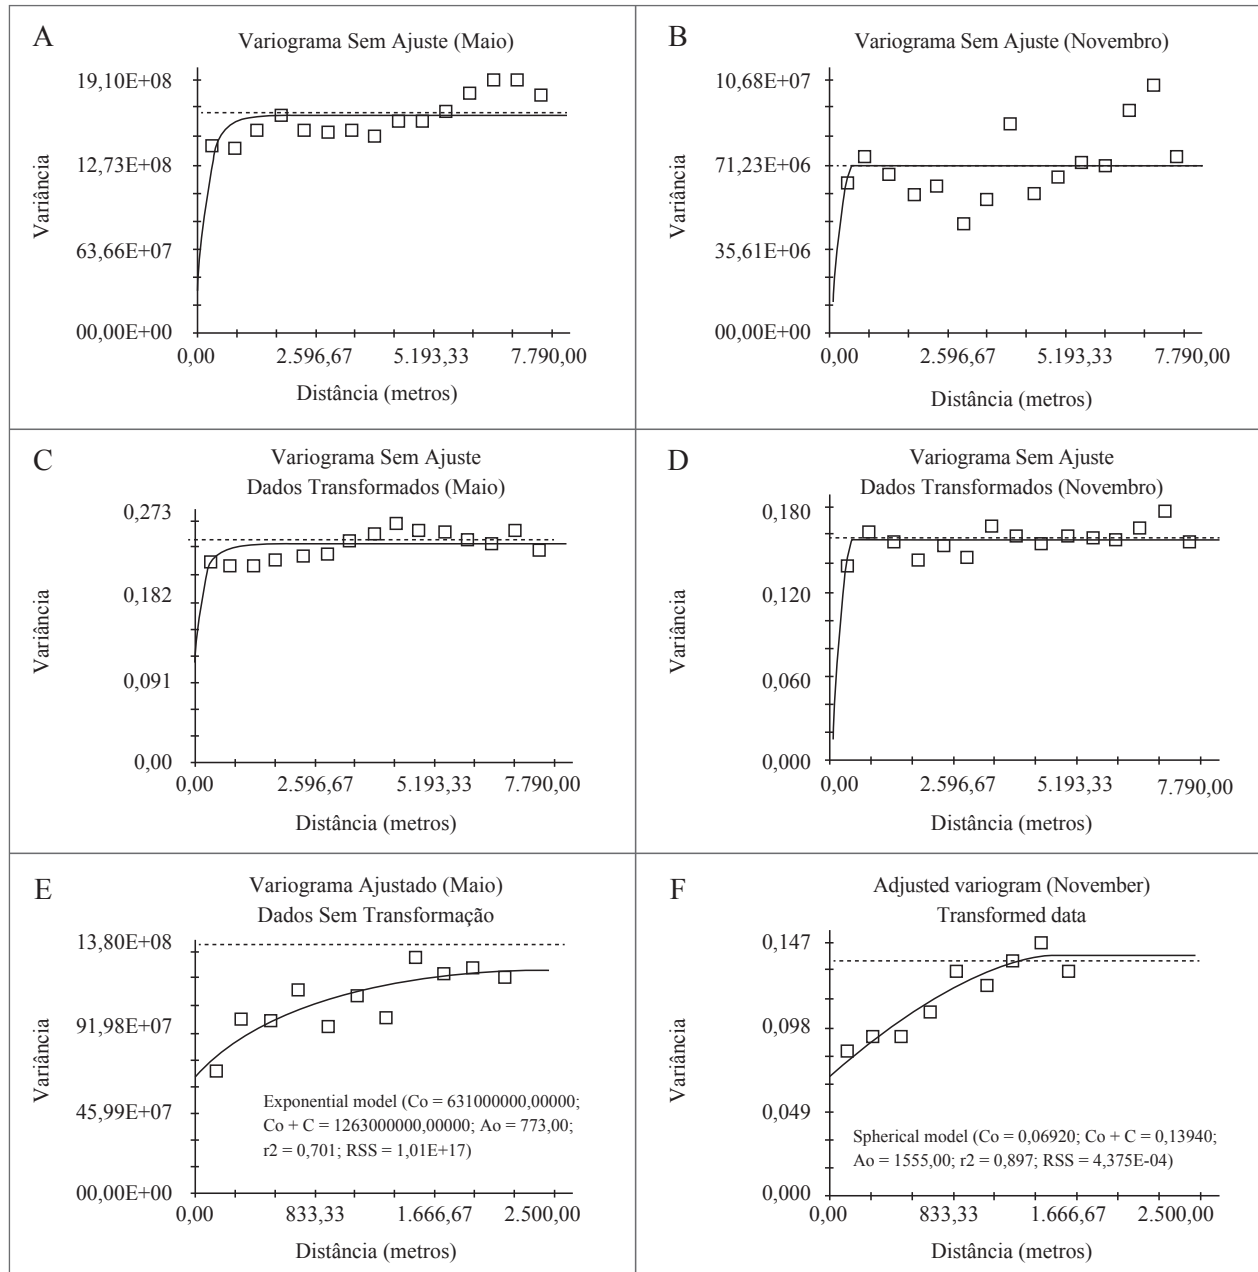 A
Variograma Sem Ajuste (Maio)
19,10E+08
12,73E+08
63,66E+07
00,00E+00
Variância
0,00
2.596,67
5.193,33
7.790,00
Distância (metros)
B
Variograma Sem Ajuste (Novembro)
10,68E+07
71,23E+06
35,61E+06
00,00E+00
Variância
0,00
2.596,67
5.193,33
7.790,00
Distância (metros)
C
Variograma Sem Ajuste
Dados Transformados (Maio)
0,273
0,182
0,091
0,00
Variância
0,00
2.596,67
5.193,33
7.790,00
Distância (metros)
D
Variograma Sem Ajuste
Dados Transformados (Novembro)
0,180
0,120
0,060
0,000
Variância
0,00
2.596,67
5.193,33
7.790,00
Distância (metros)
E
Variograma Ajustado (Maio)
Dados Sem Transformação
13,80E+08
91,98E+07
45,99E+07
00,00E+00
Variância
Exponential model (Co = 631000000,00000;
Co + C = 1263000000,00000; Ao = 773,00;
r2 = 0,701; RSS = 1,01E+17)
0,00
833,33
1.666,67
2.500,00
Distância (metros)
F
Adjusted variogram (November)
Transformed data
0,147
0,098
0,049
0,000
Variância
Spherical model (Co = 0,06920; Co + C = 0,13940;
Ao = 1555,00; r2 = 0,897; RSS = 4,375E-04)
0,00
833,33
1.666,67
2.500,00
Distância (metros)